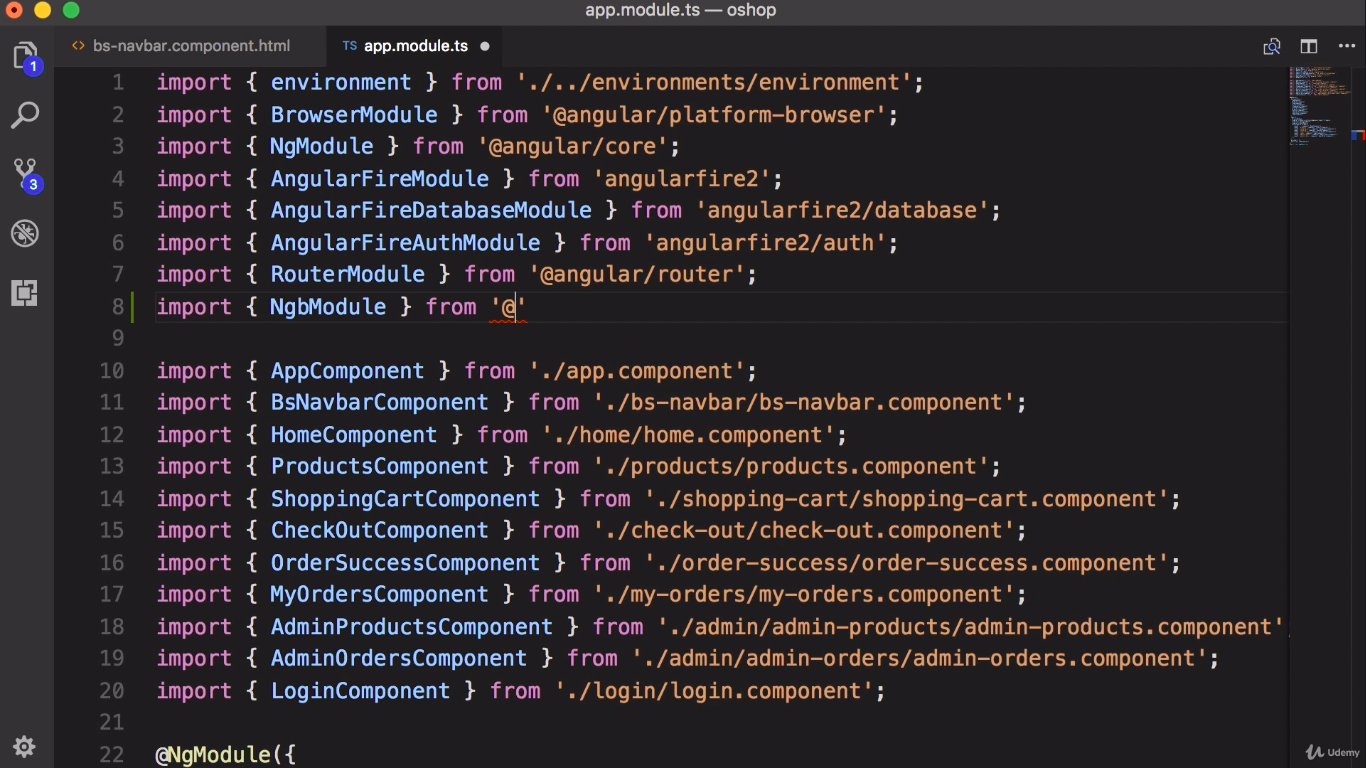 app.module.ts — oshop
bs-navbar.component.html
TS app.module.ts
1
3
1 import { environment } from './../environments/environment';
2 import { BrowserModule } from '@angular/platform-browser';
3 import { NgModule } from '@angular/core';
4 import { AngularFireModule } from 'angularfire2';
5 import { AngularFireDatabaseModule } from 'angularfire2/database';
6 import { AngularFireAuthModule } from 'angularfire2/auth';
7 import { RouterModule } from '@angular/router';
8 import { NgbModule } from '@'
9
10 import { AppComponent } from './app.component';
11 import { BsNavbarComponent } from './bs-navbar/bs-navbar.component';
12 import { HomeComponent } from './home/home.component';
13 import { ProductsComponent } from './products/products.component';
14 import { ShoppingCartComponent } from './shopping-cart/shopping-cart.component';
15 import { CheckOutComponent } from './check-out/check-out.component';
16 import { OrderSuccessComponent } from './order-success/order-success.component';
17 import { MyOrdersComponent } from './my-orders/my-orders.component';
18 import { AdminProductsComponent } from './admin/admin-products/admin-products.component'
19 import { AdminOrdersComponent } from './admin/admin-orders/admin-orders.component';
20 import { LoginComponent } from './login/login.component';
21
22 @NgModule({
Udemy